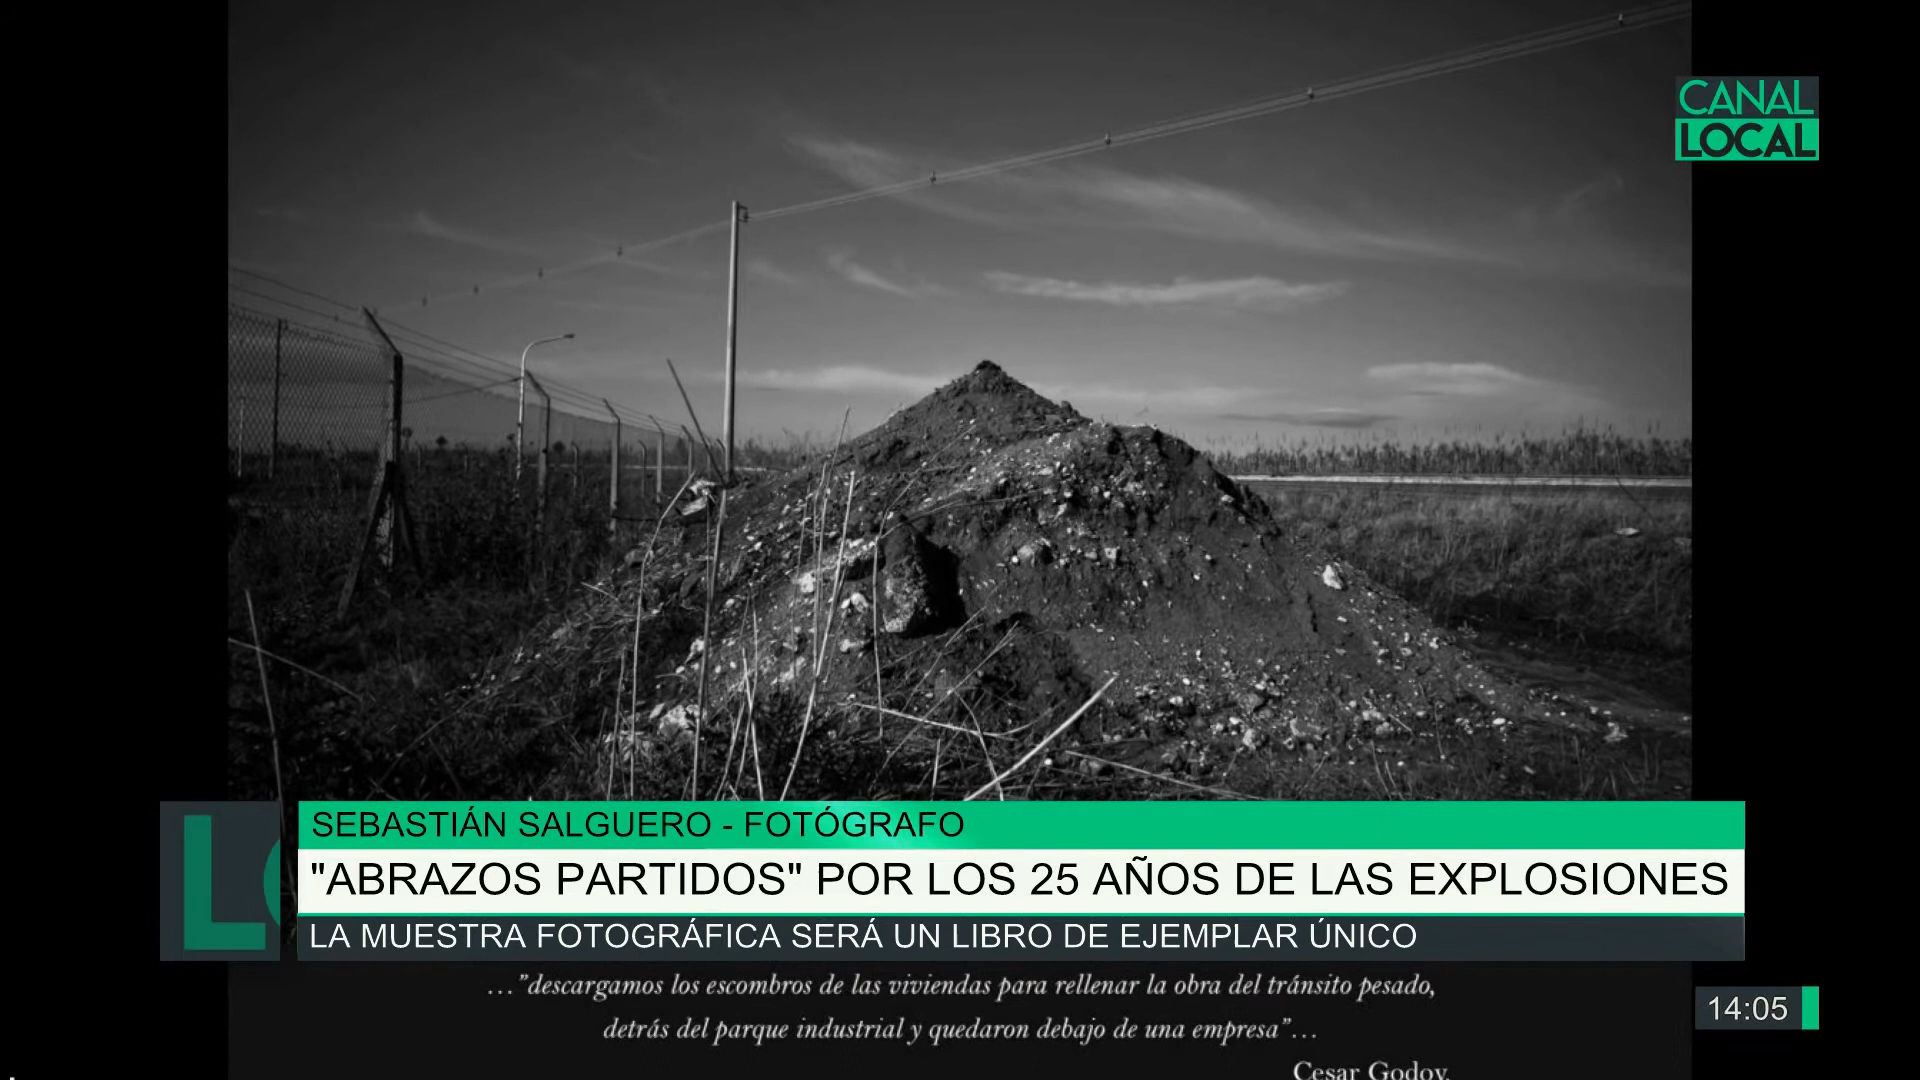 CANAL
LOCAL
SEBASTIÁN SALGUERO - FOTÓGRAFO
"ABRAZOS PARTIDOS" POR LOS 25 AÑOS DE LAS EXPLOSIONES
LA MUESTRA FOTOGRÁFICA SERÁ UN LIBRO DE EJEMPLAR ÚNICO
…”descargamos los escombros de las viviendas para rellenar la obra del tránsito pesado,
detrás del parque industrial y quedaron debajo de una empresa”…
14:05
Cesar Godoy.